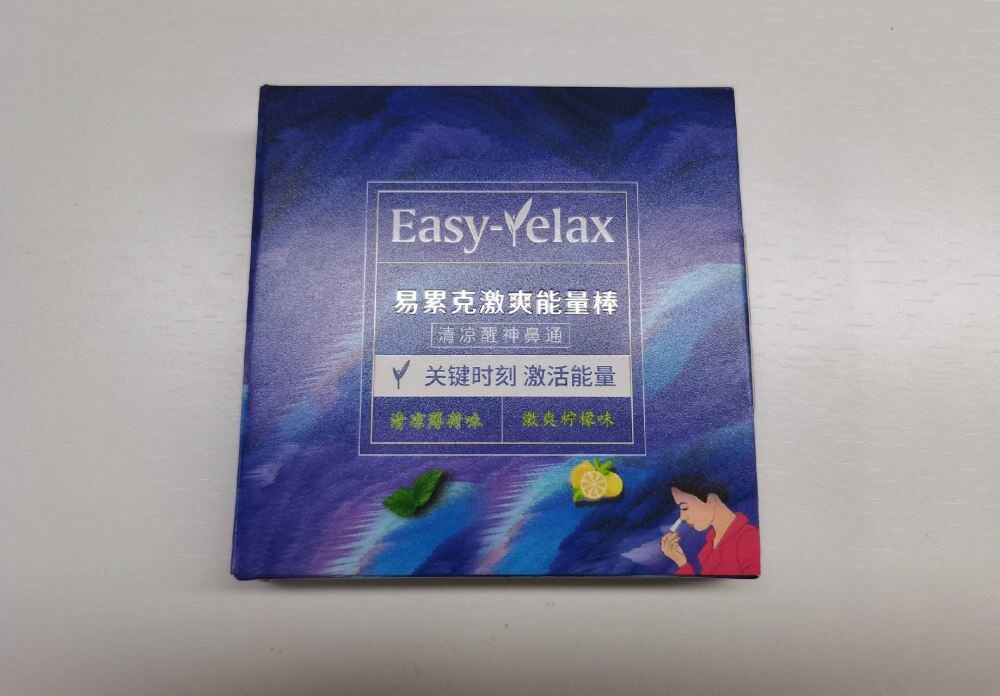 Easy-relax
易累克激爽能量棒
清凉醒神鼻通
关键时刻 激活能量
清凉薄荷味
激爽柠檬味